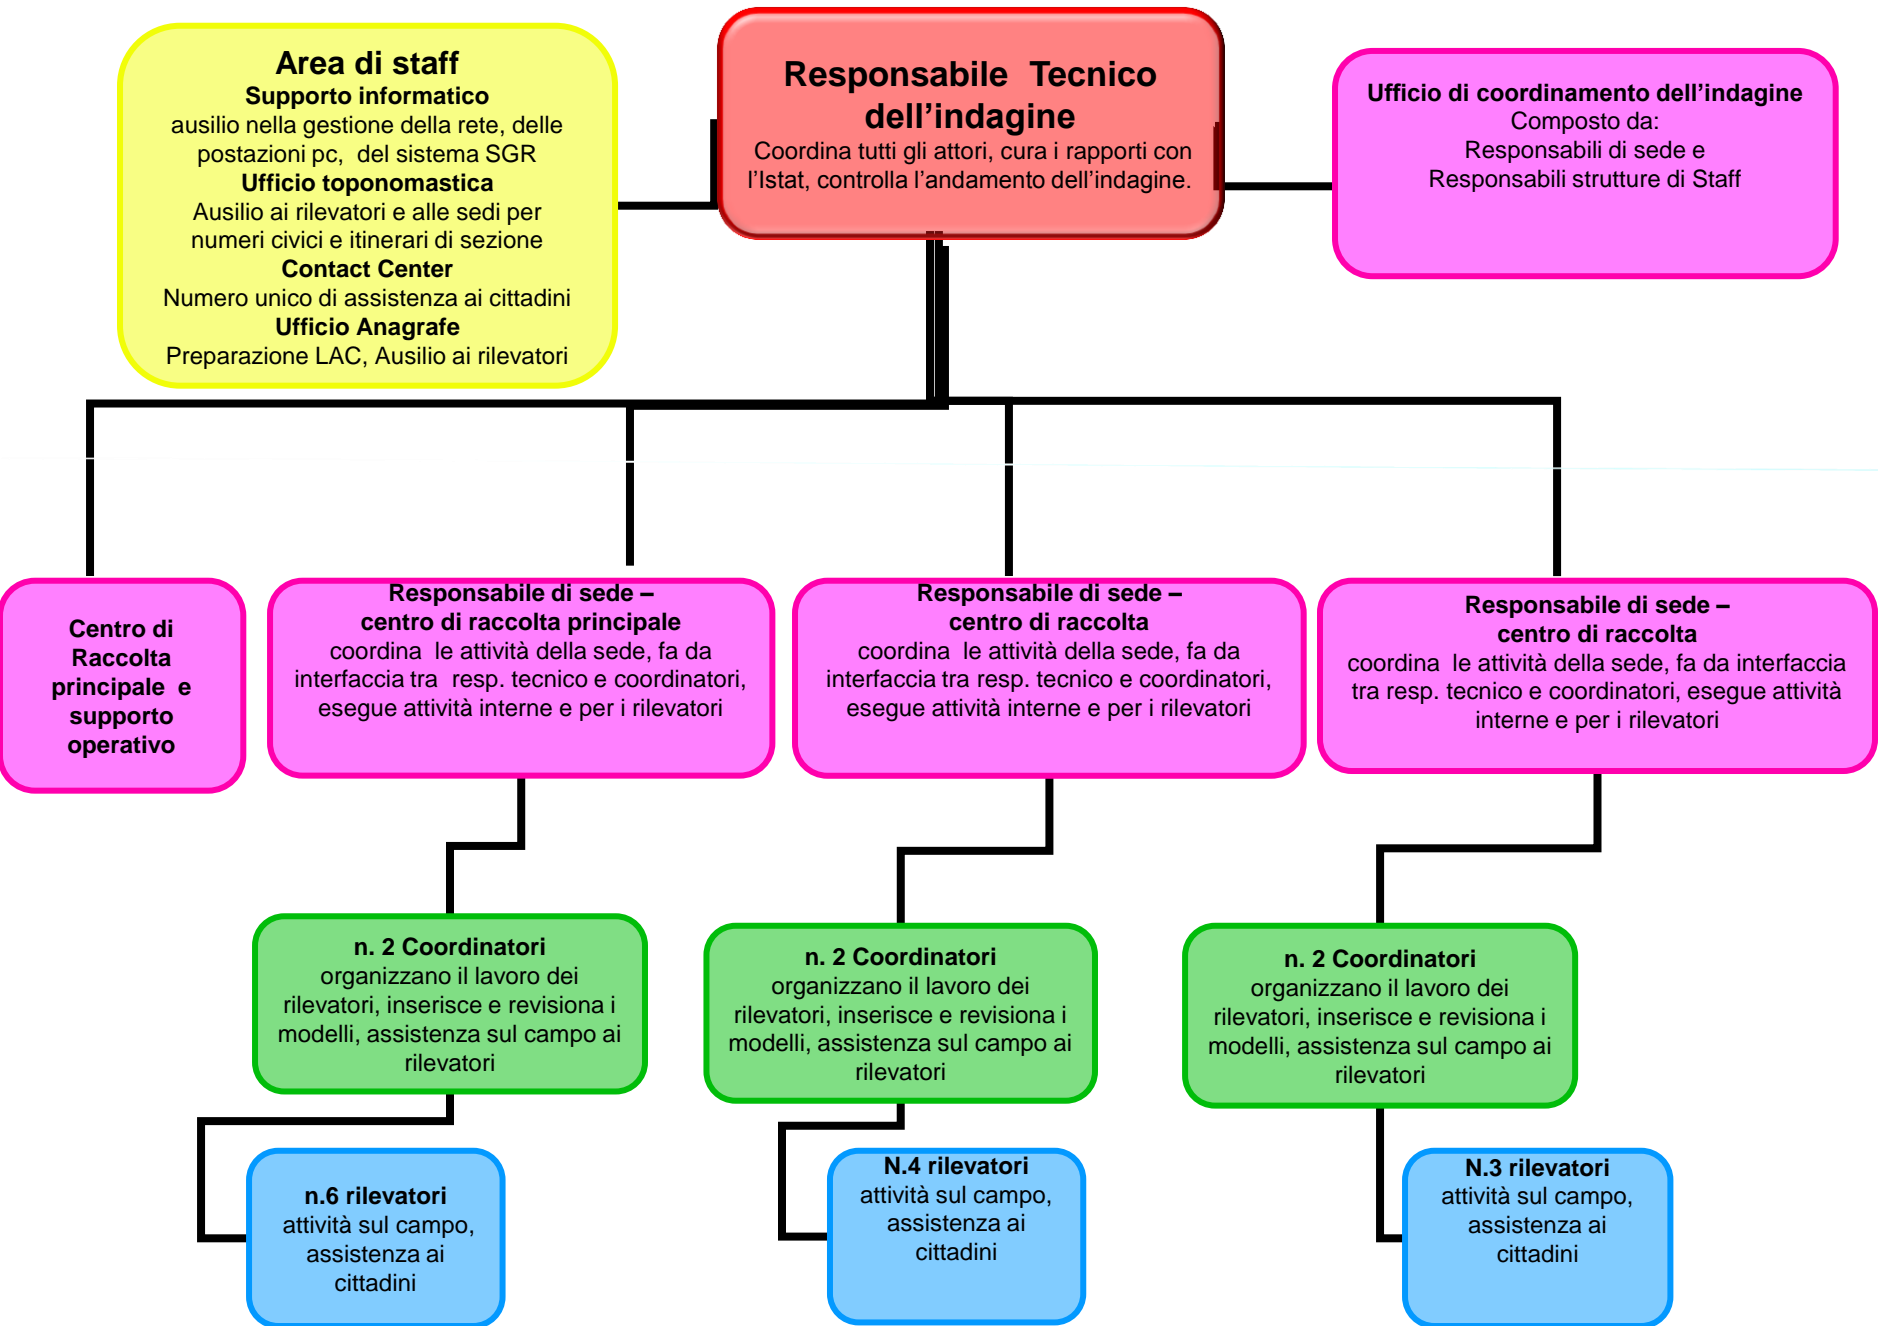 Area di staff
Supporto informatico
ausilio nella gestione della rete, delle
postazioni pc, del sistema SGR
Ufficio toponomastica
Ausilio ai rilevatori e alle sedi per
numeri civici e itinerari di sezione
Contact Center
Numero unico di assistenza ai cittadini
Ufficio Anagrafe
Preparazione LAC, Ausilio ai rilevatori
Responsabile Tecnico
dell’indagine
Coordina tutti gli attori, cura i rapporti con
l’Istat, controlla l’andamento dell’indagine.
Ufficio di coordinamento dell’indagine
Composto da:
Responsabili di sede e
Responsabili strutture di Staff
Centro di
Raccolta
principale e
supporto
operativo
Responsabile di sede –
centro di raccolta principale
coordina le attività della sede, fa da
interfaccia tra resp. tecnico e coordinatori,
esegue attività interne e per i rilevatori
Responsabile di sede –
centro di raccolta
coordina le attività della sede, fa da
interfaccia tra resp. tecnico e coordinatori,
esegue attività interne e per i rilevatori
Responsabile di sede –
centro di raccolta
coordina le attività della sede, fa da interfaccia
tra resp. tecnico e coordinatori, esegue attività
interne e per i rilevatori
n. 2 Coordinatori
organizzano il lavoro dei
rilevatori, inserisce e revisiona i
modelli, assistenza sul campo ai
rilevatori
n. 2 Coordinatori
organizzano il lavoro dei
rilevatori, inserisce e revisiona i
modelli, assistenza sul campo ai
rilevatori
n. 2 Coordinatori
organizzano il lavoro dei
rilevatori, inserisce e revisiona i
modelli, assistenza sul campo ai
rilevatori
n.6 rilevatori
attività sul campo,
assistenza ai
cittadini
N.4 rilevatori
attività sul campo,
assistenza ai
cittadini
N.3 rilevatori
attività sul campo,
assistenza ai
cittadini